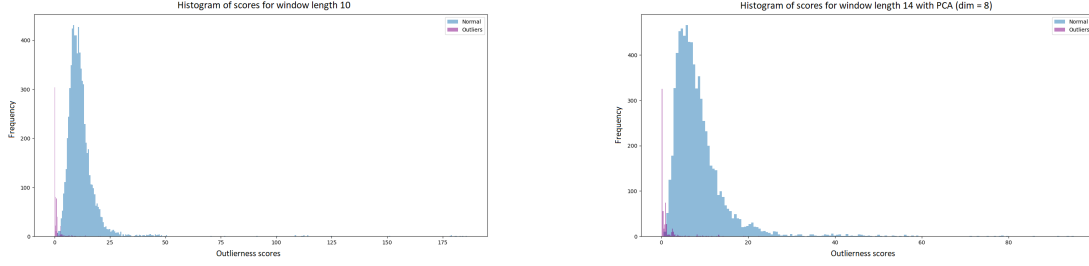 Histogram of scores for window length 10
Normal
Outliers
400
300
200
100
0
Frequency
0 25 50 75 100 125 150 175
Outlierness scores
Histogram of scores for window length 14 with PCA (dim = 8)
Normal
Outliers
400
300
200
100
0
Frequency
0 20 40 60 80
Outlierness scores